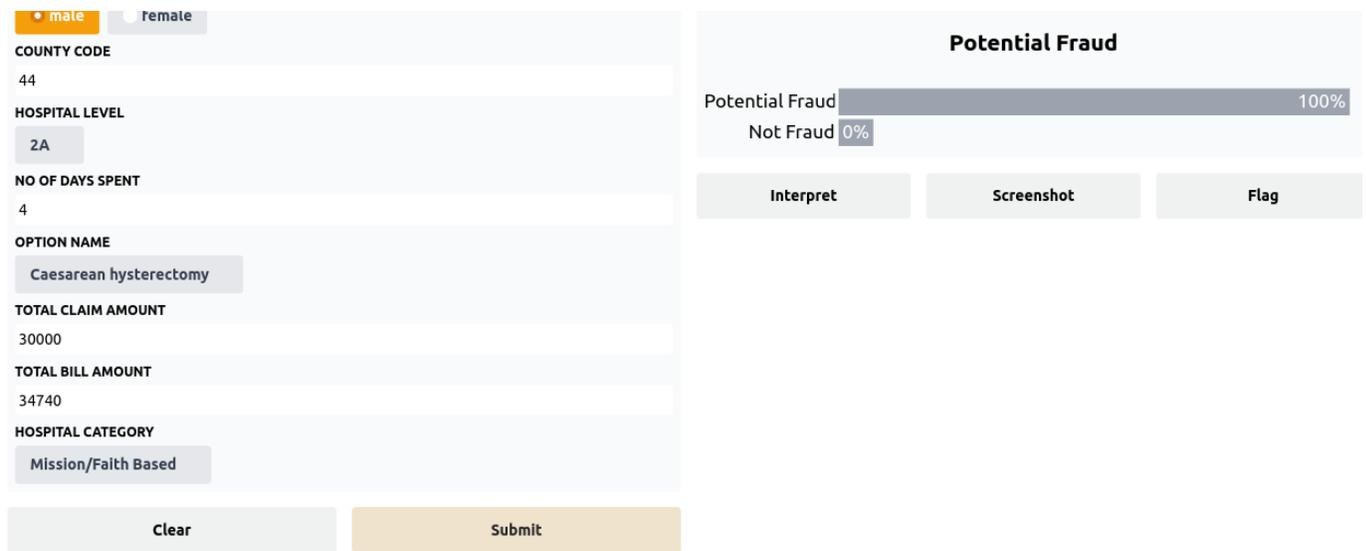 male female
COUNTY CODE
44
HOSPITAL LEVEL
2A
NO OF DAYS SPENT
4
OPTION NAME
Caesarean hysterectomy
TOTAL CLAIM AMOUNT
30000
TOTAL BILL AMOUNT
34740
HOSPITAL CATEGORY
Mission/Faith Based
Clear Submit
Potential Fraud
Potential Fraud 100%
Not Fraud 0%
Interpret Screenshot Flag